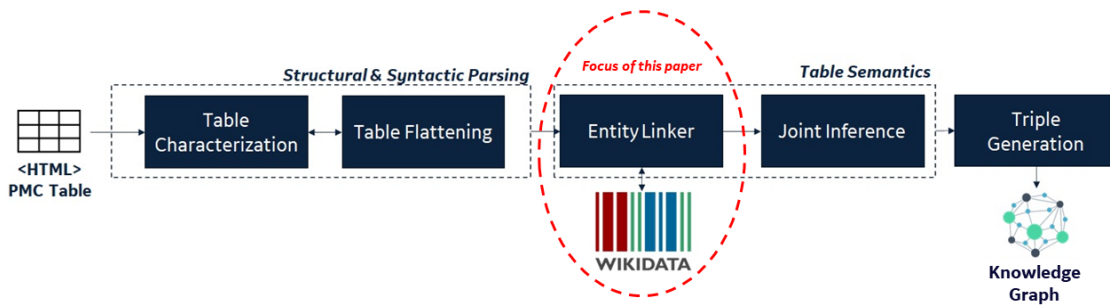 Structural & Syntactic Parsing
Focus of this paper
Table Semantics
<HTML>
PMC Table
Table
Characterization
Table Flattening
Entity Linker
Joint Inference
Triple
Generation
WIKIDATA
Knowledge
Graph